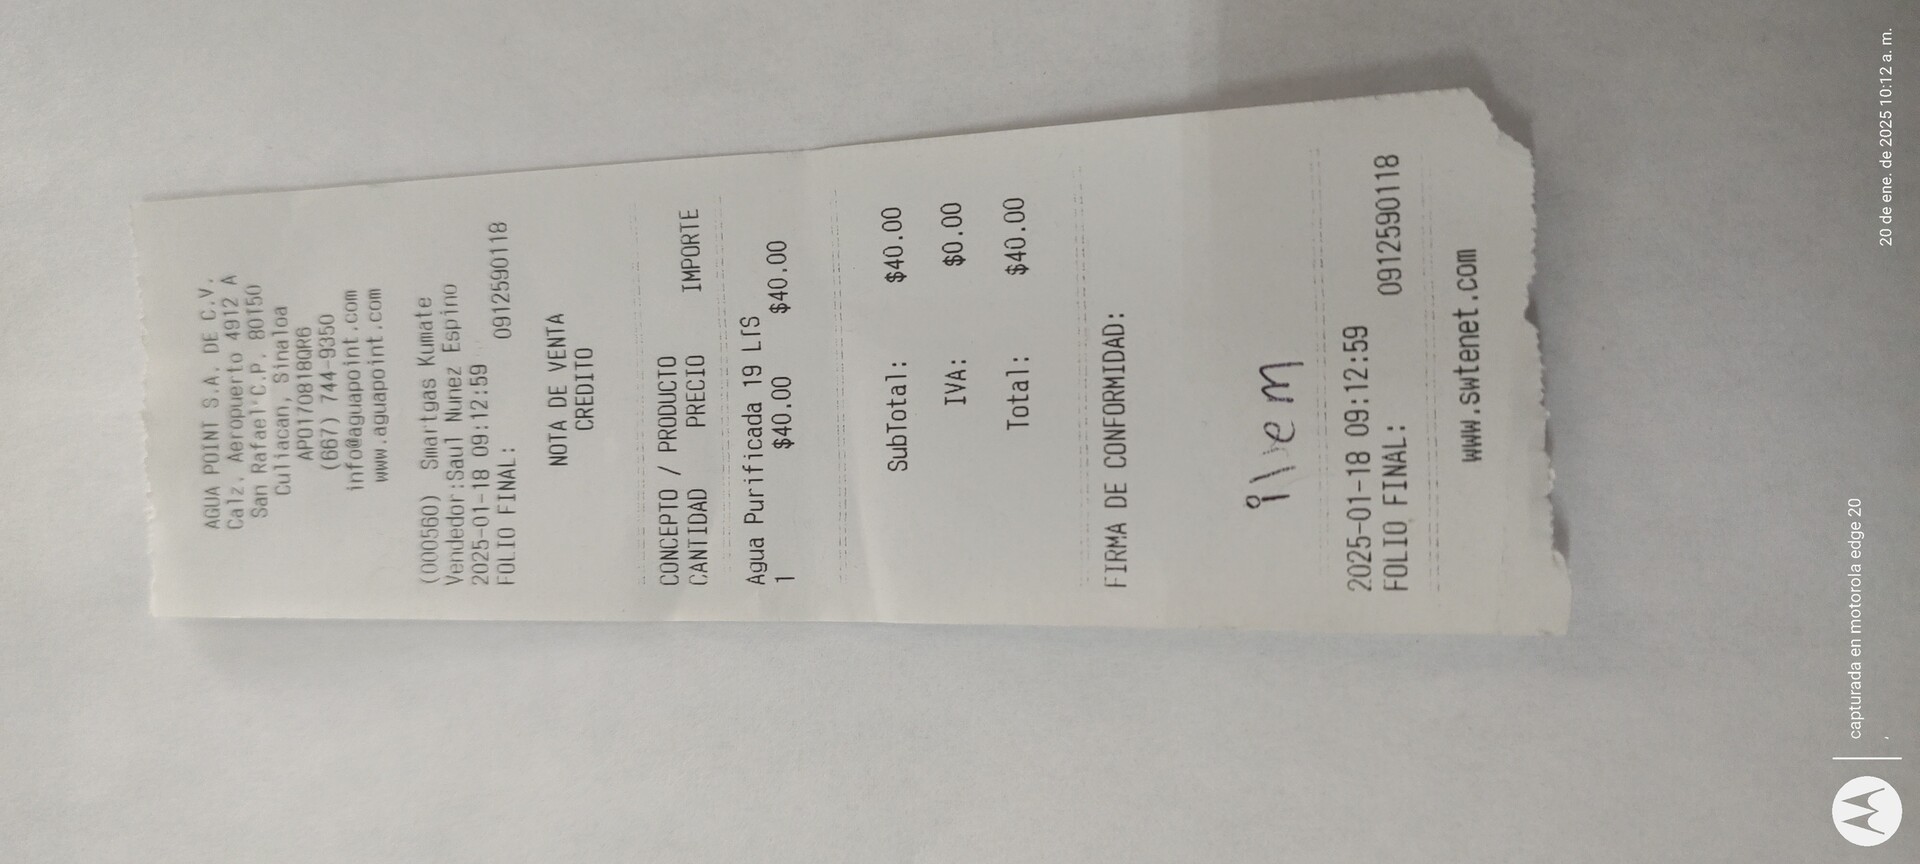 AGUA POINT S.A. DE C.V.
Calz. Aeropuerto 4912 A
San Rafael C.P. 80150
Culiacan, Sinaloa
APO170818QR6
(667) 744-9350
info@aguapoint.com
www.aguapoint.com
(000560) Smartgas Kumate
Vendedor:Saul Nunez Espino
2025-01-18 09:12:59
FOLIO FINAL: 0912590118
NOTA DE VENTA
CREDITO
CONCEPTO / PRODUCTO
CANTIDAD PRECIO IMPORTE
Agua Purificada 19 LTS
1 $40.00 $40.00
SubTotal: $40.00
IVA: $0.00
Total: $40.00
FIRMA DE CONFORMIDAD:
2025-01-18 09:12:59
FOLIO FINAL: 0912590118
www.swtenet.com
capturada en motorola edge 20
20 de ene. de 2025 10:12 a. m.